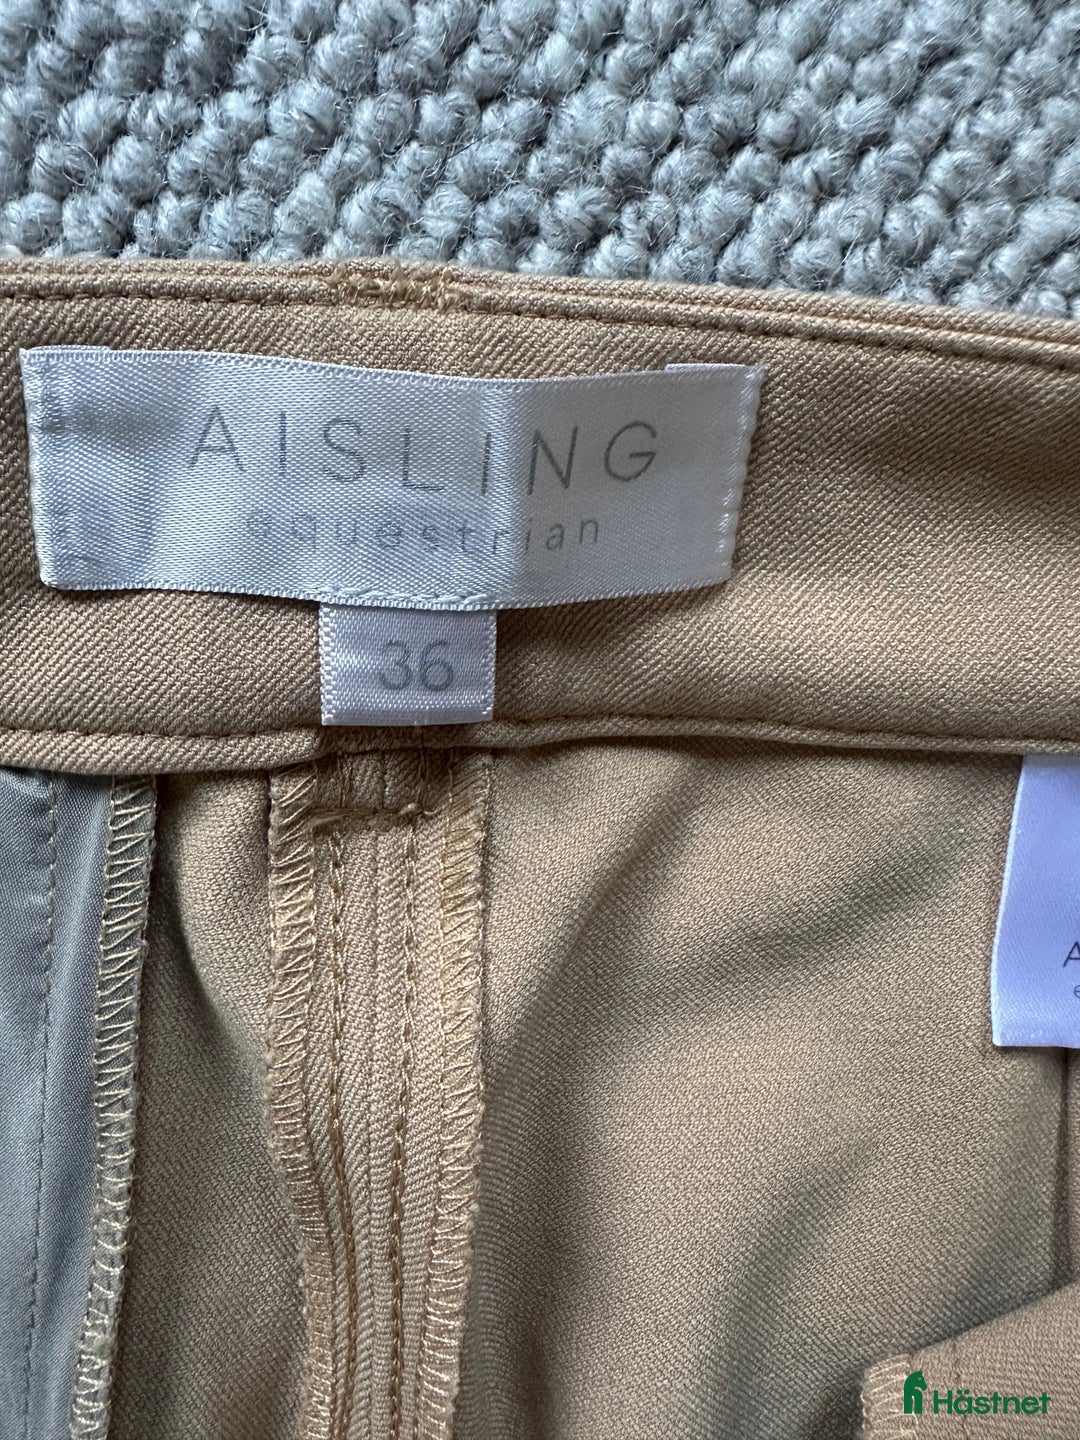 AISLING
equestrian
36
A
e
Hästnet